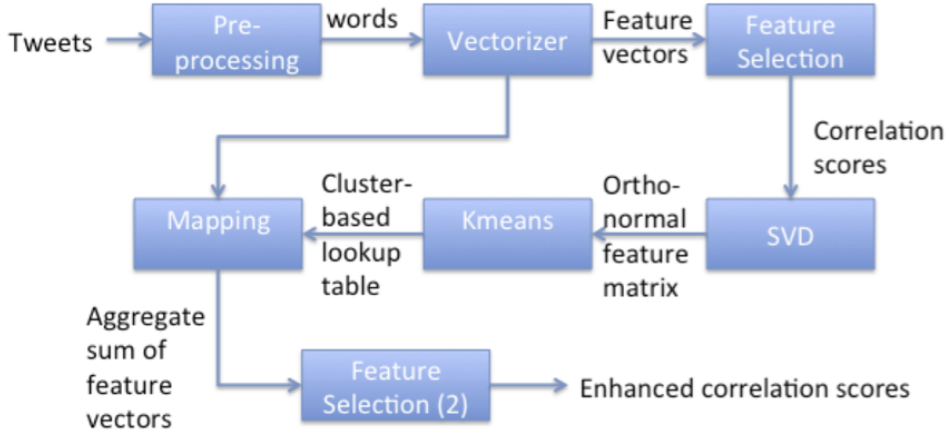 Tweets
Pre-
processing
words
Vectorizer
Feature
vectors
Feature
Selection
Correlation
scores
Mapping
Cluster-
based
lookup
table
Kmeans
Ortho-
normal
feature
matrix
SVD
Aggregate
sum of
feature
vectors
Feature
Selection (2)
Enhanced correlation scores